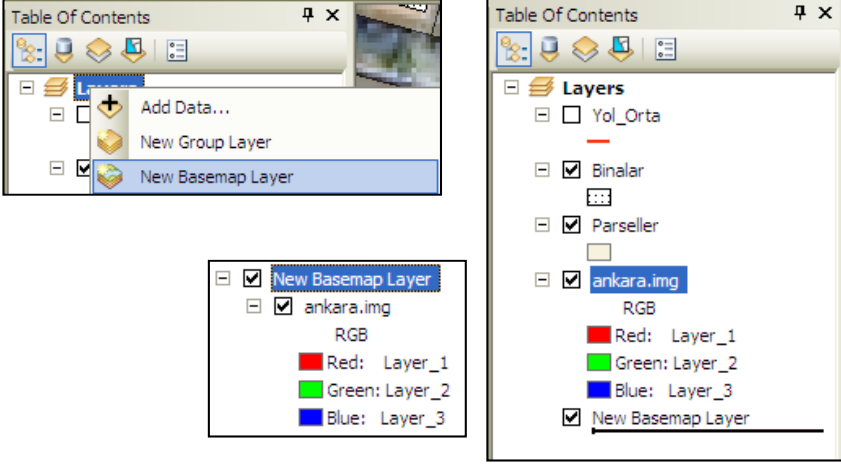 Table Of Contents
Layers
Add Data...
New Group Layer
New Basemap Layer
New Basemap Layer
ankara.img
RGB
Red: Layer_1
Green: Layer_2
Blue: Layer_3
Table Of Contents
Layers
Yol_Orta
Binalar
Parseller
ankara.img
RGB
Red: Layer_1
Green: Layer_2
Blue: Layer_3
New Basemap Layer